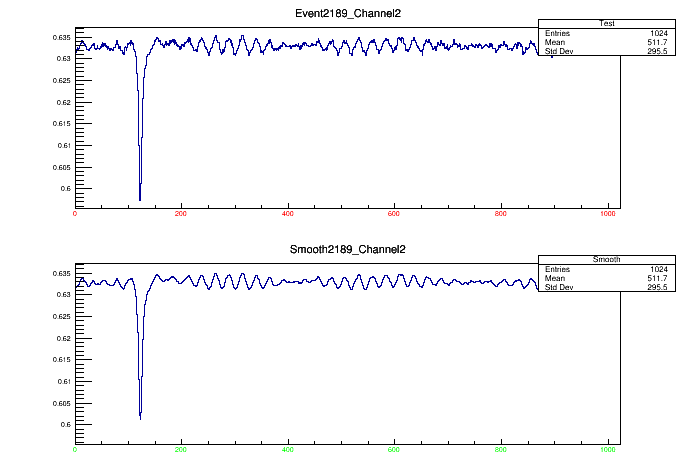 Event2189_Channel2
Test
Entries 1024
Mean 511.7
Std Dev 295.5
0.635
0.63
0.625
0.62
0.615
0.61
0.605
0.6
0 200 400 600 800 1000
Smooth2189_Channel2
Smooth
Entries 1024
Mean 511.7
Std Dev 295.5
0.635
0.63
0.625
0.62
0.615
0.61
0.605
0.6
0 200 400 600 800 1000